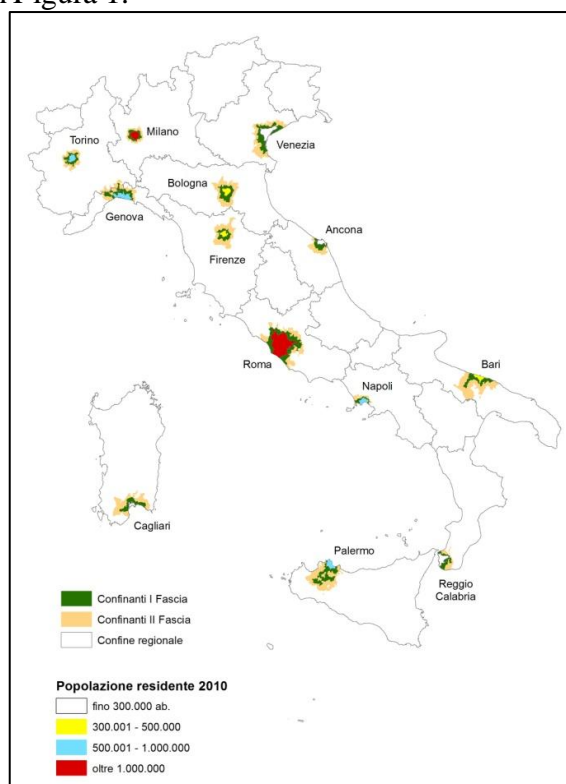 Figura 1.
Torino
Milano
Venezia
Bologna
Genova
Ancona
Firenze
Roma
Bari
Napoli
Cagliari
Palermo
Reggio
Calabria
Confinanti I Fascia
Confinanti II Fascia
Confine regionale
Popolazione residente 2010
fino 300.000 ab.
300.001 - 500.000
500.001 - 1.000.000
oltre 1.000.000